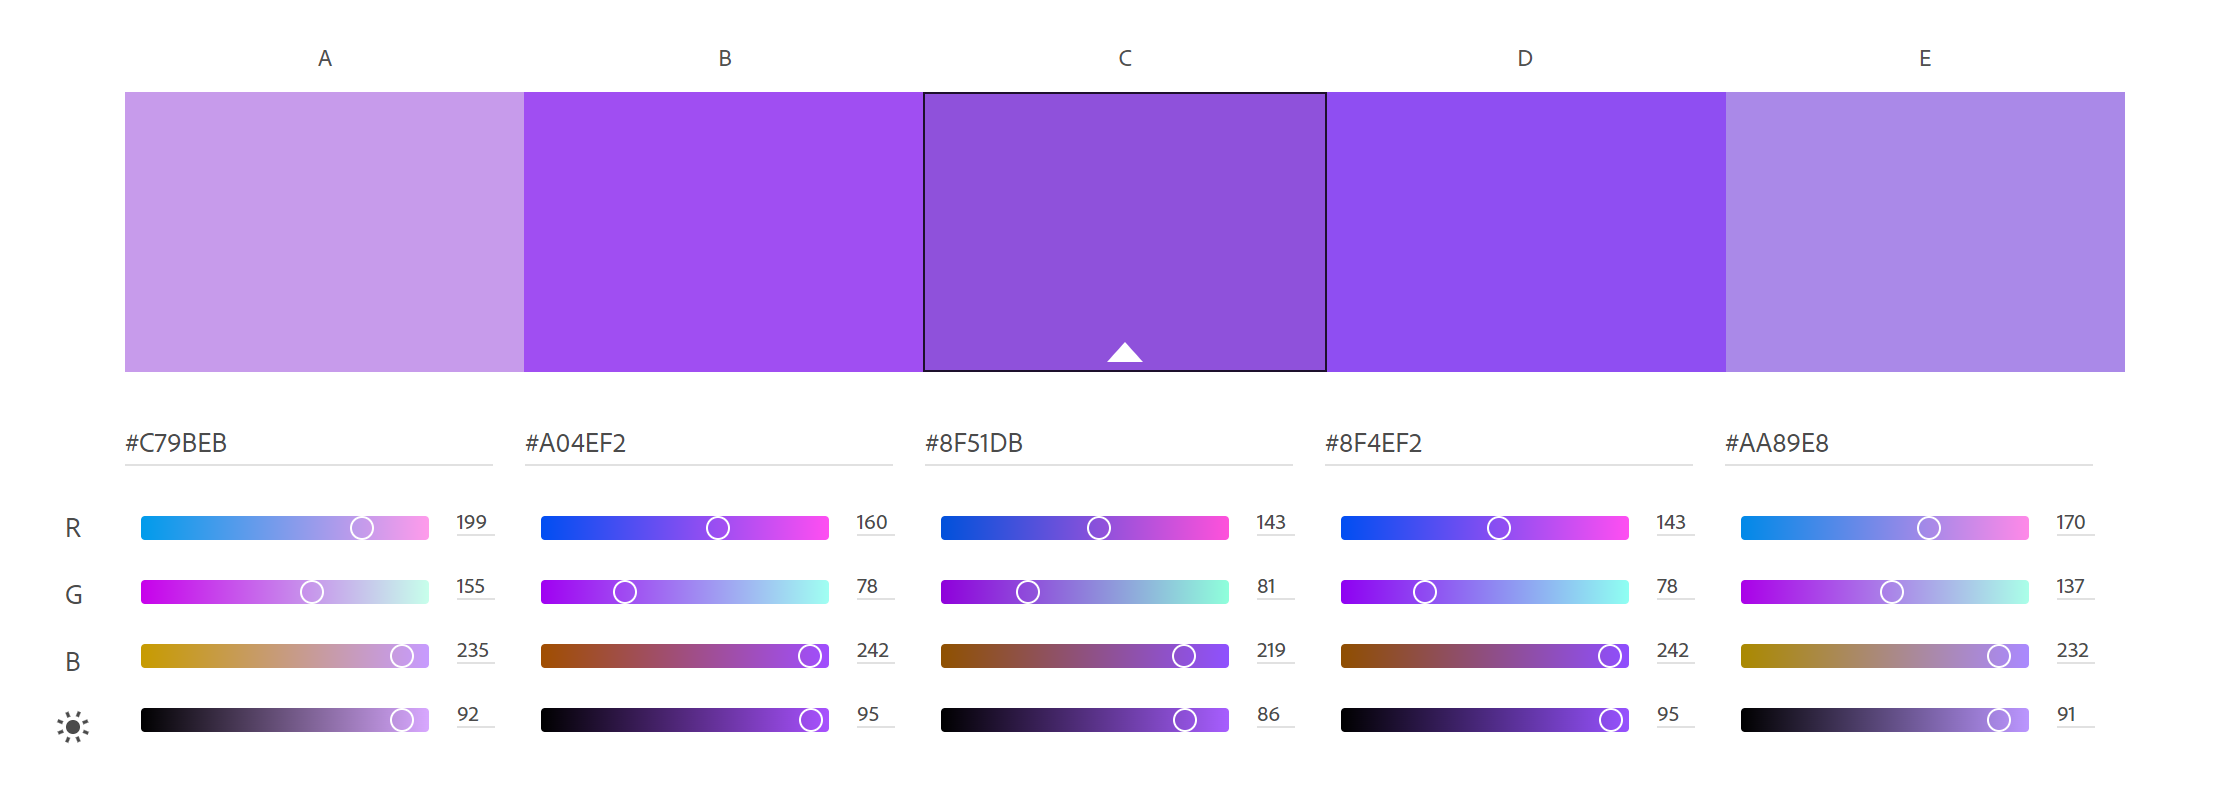 A B C D E
#C79BEB #A04EF2 #8F51DB #8F4EF2 #AA89E8
R 199 160 143 143 170
G 155 78 81 78 137
B 235 242 219 242 232
92 95 86 95 91